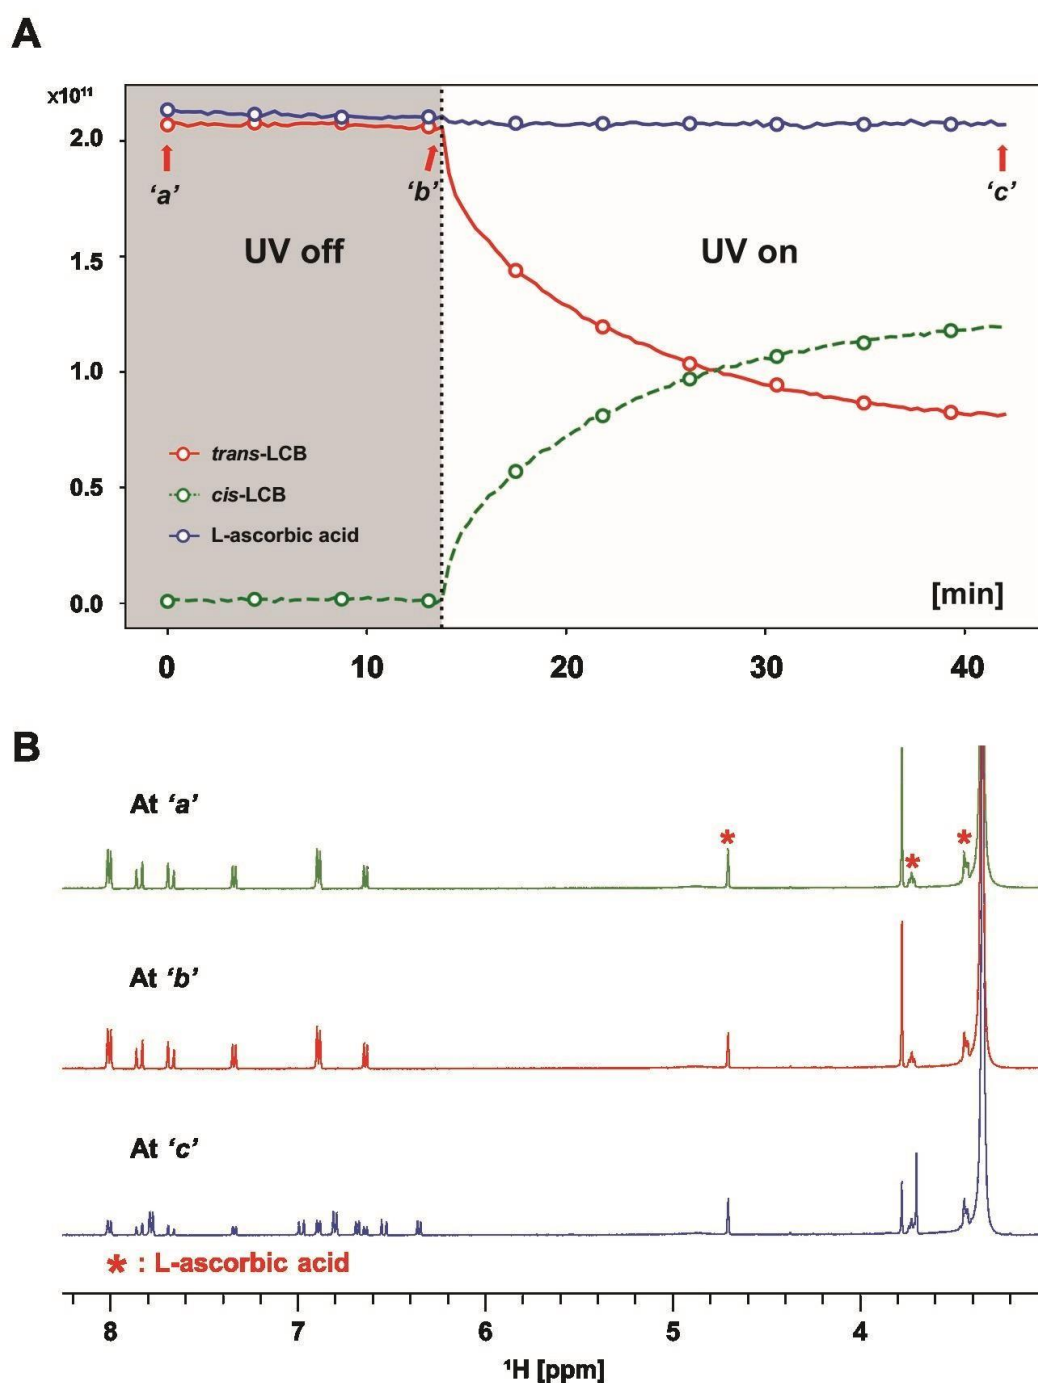 A
x10¹¹
2.0
1.5
1.0
0.5
0.0
'a'
'b'
'c'
UV off
UV on
trans-LCB
cis-LCB
L-ascorbic acid
[min]
0 10 20 30 40
B
At 'a'
* * *
At 'b'
At 'c'
* : L-ascorbic acid
8 7 6 5 4
¹H [ppm]